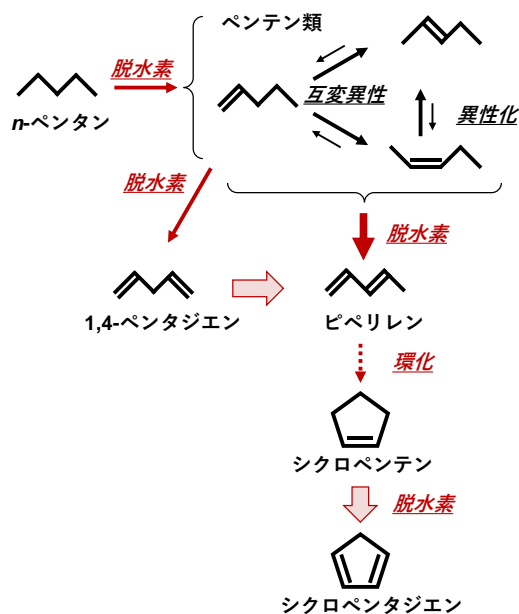 ペンテン類
脱水素
n-ペンタン
互変異性
異性化
脱水素
脱水素
1,4-ペンタジエン
ピペリレン
環化
シクロペンテン
脱水素
シクロペンタジエン